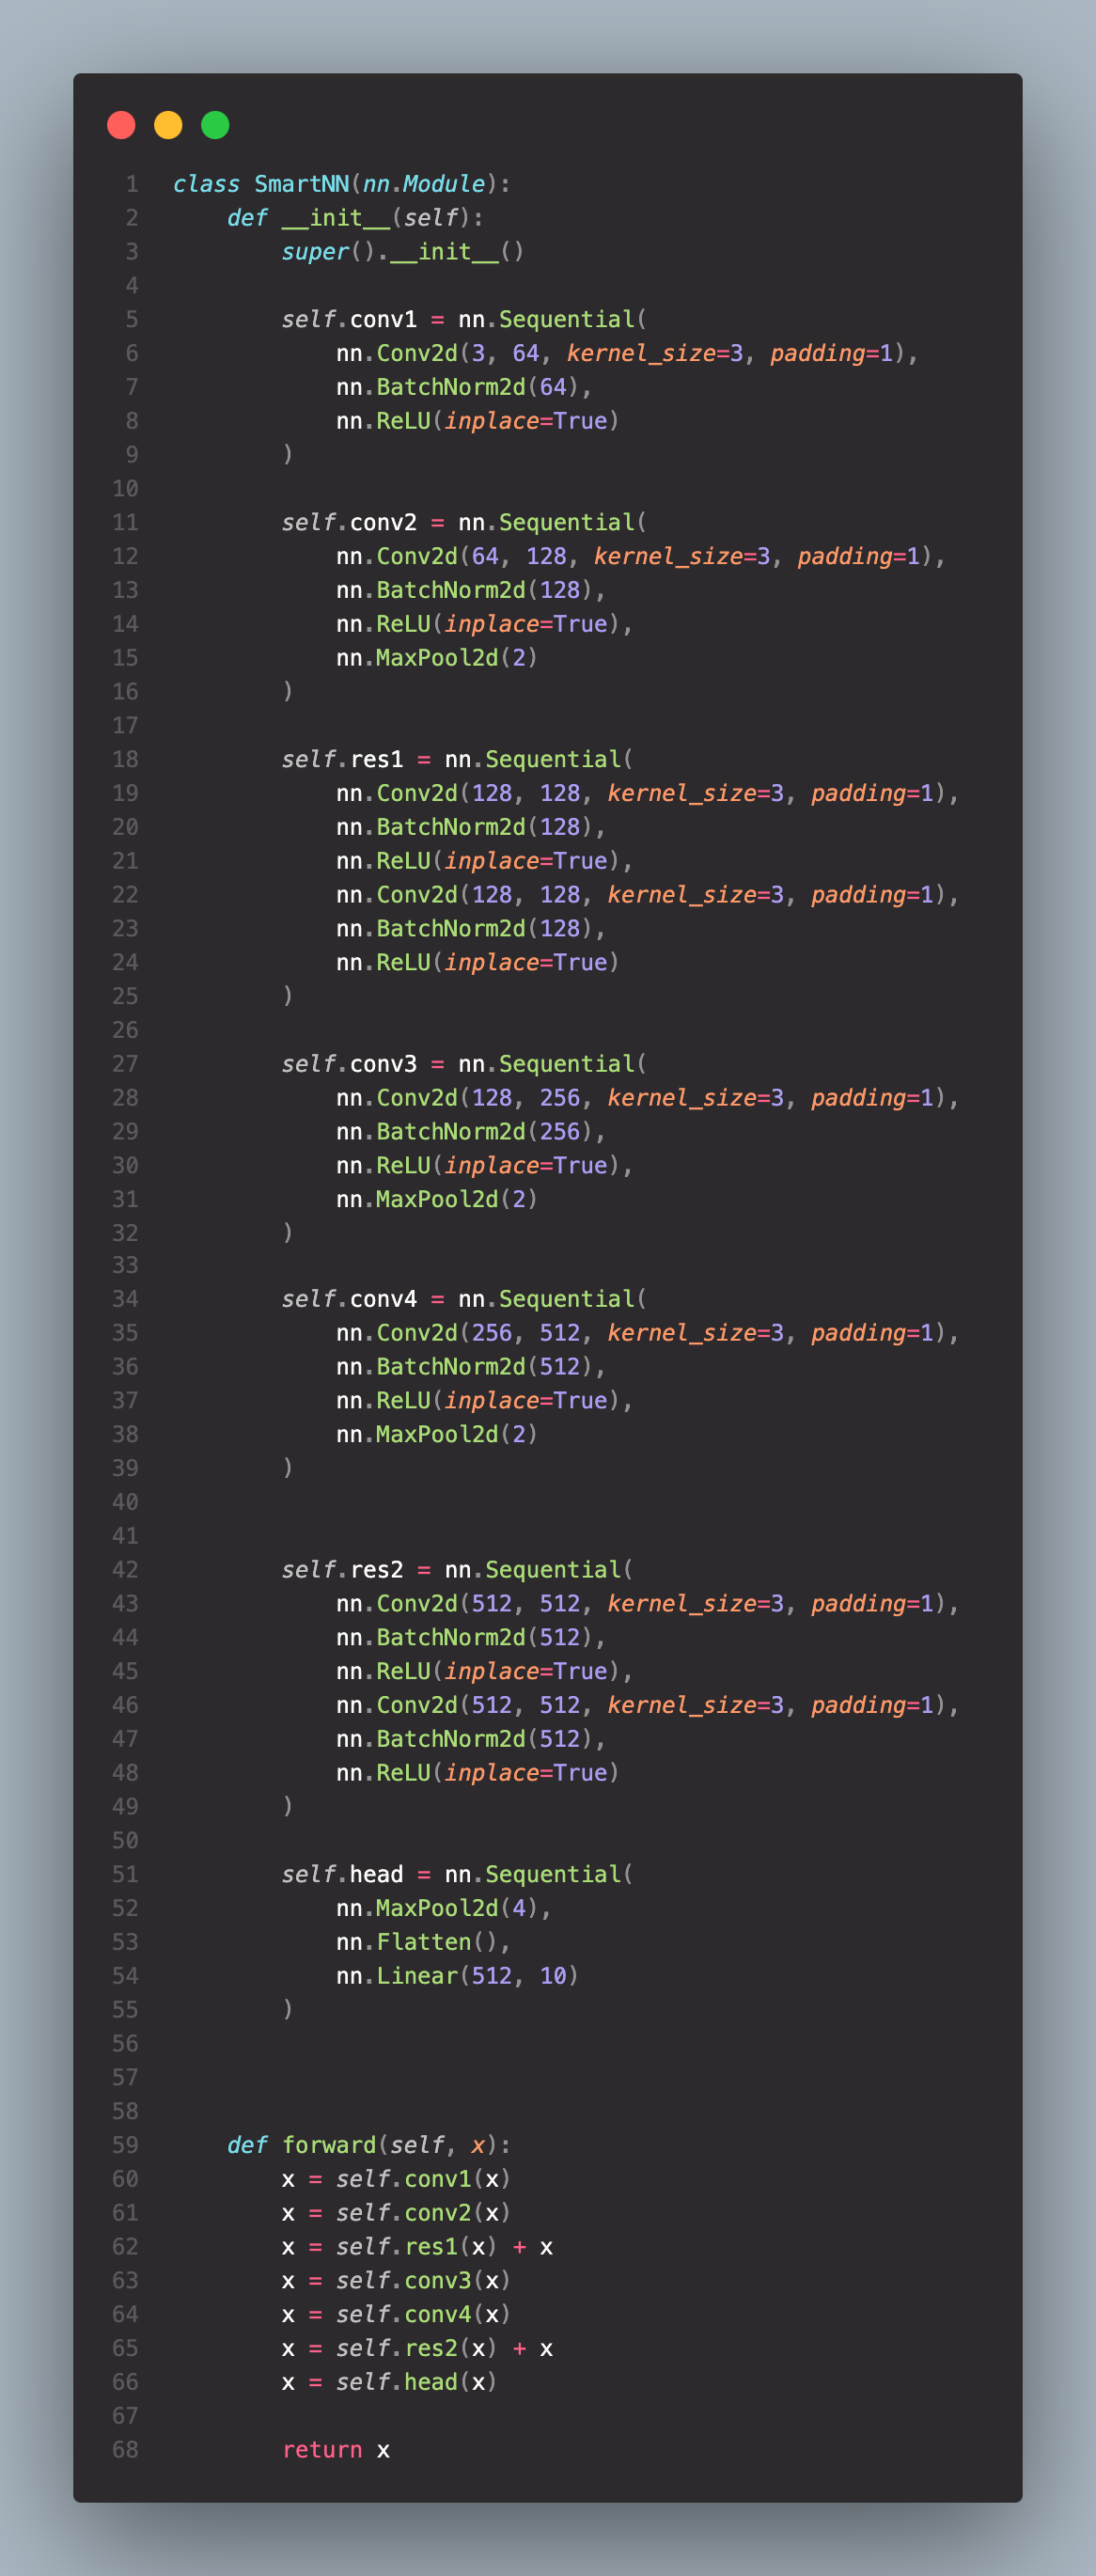 1 class SmartNN(nn.Module):
2     def __init__(self):
3         super().__init__()
4
5         self.conv1 = nn.Sequential(
6             nn.Conv2d(3, 64, kernel_size=3, padding=1),
7             nn.BatchNorm2d(64),
8             nn.ReLU(inplace=True)
9         )
10
11         self.conv2 = nn.Sequential(
12             nn.Conv2d(64, 128, kernel_size=3, padding=1),
13             nn.BatchNorm2d(128),
14             nn.ReLU(inplace=True),
15             nn.MaxPool2d(2)
16         )
17
18         self.res1 = nn.Sequential(
19             nn.Conv2d(128, 128, kernel_size=3, padding=1),
20             nn.BatchNorm2d(128),
21             nn.ReLU(inplace=True),
22             nn.Conv2d(128, 128, kernel_size=3, padding=1),
23             nn.BatchNorm2d(128),
24             nn.ReLU(inplace=True)
25         )
26
27         self.conv3 = nn.Sequential(
28             nn.Conv2d(128, 256, kernel_size=3, padding=1),
29             nn.BatchNorm2d(256),
30             nn.ReLU(inplace=True),
31             nn.MaxPool2d(2)
32         )
33
34         self.conv4 = nn.Sequential(
35             nn.Conv2d(256, 512, kernel_size=3, padding=1),
36             nn.BatchNorm2d(512),
37             nn.ReLU(inplace=True),
38             nn.MaxPool2d(2)
39         )
40
41
42         self.res2 = nn.Sequential(
43             nn.Conv2d(512, 512, kernel_size=3, padding=1),
44             nn.BatchNorm2d(512),
45             nn.ReLU(inplace=True),
46             nn.Conv2d(512, 512, kernel_size=3, padding=1),
47             nn.BatchNorm2d(512),
48             nn.ReLU(inplace=True)
49         )
50
51         self.head = nn.Sequential(
52             nn.MaxPool2d(4),
53             nn.Flatten(),
54             nn.Linear(512, 10)
55         )
56
57
58
59     def forward(self, x):
60         x = self.conv1(x)
61         x = self.conv2(x)
62         x = self.res1(x) + x
63         x = self.conv3(x)
64         x = self.conv4(x)
65         x = self.res2(x) + x
66         x = self.head(x)
67
68         return x